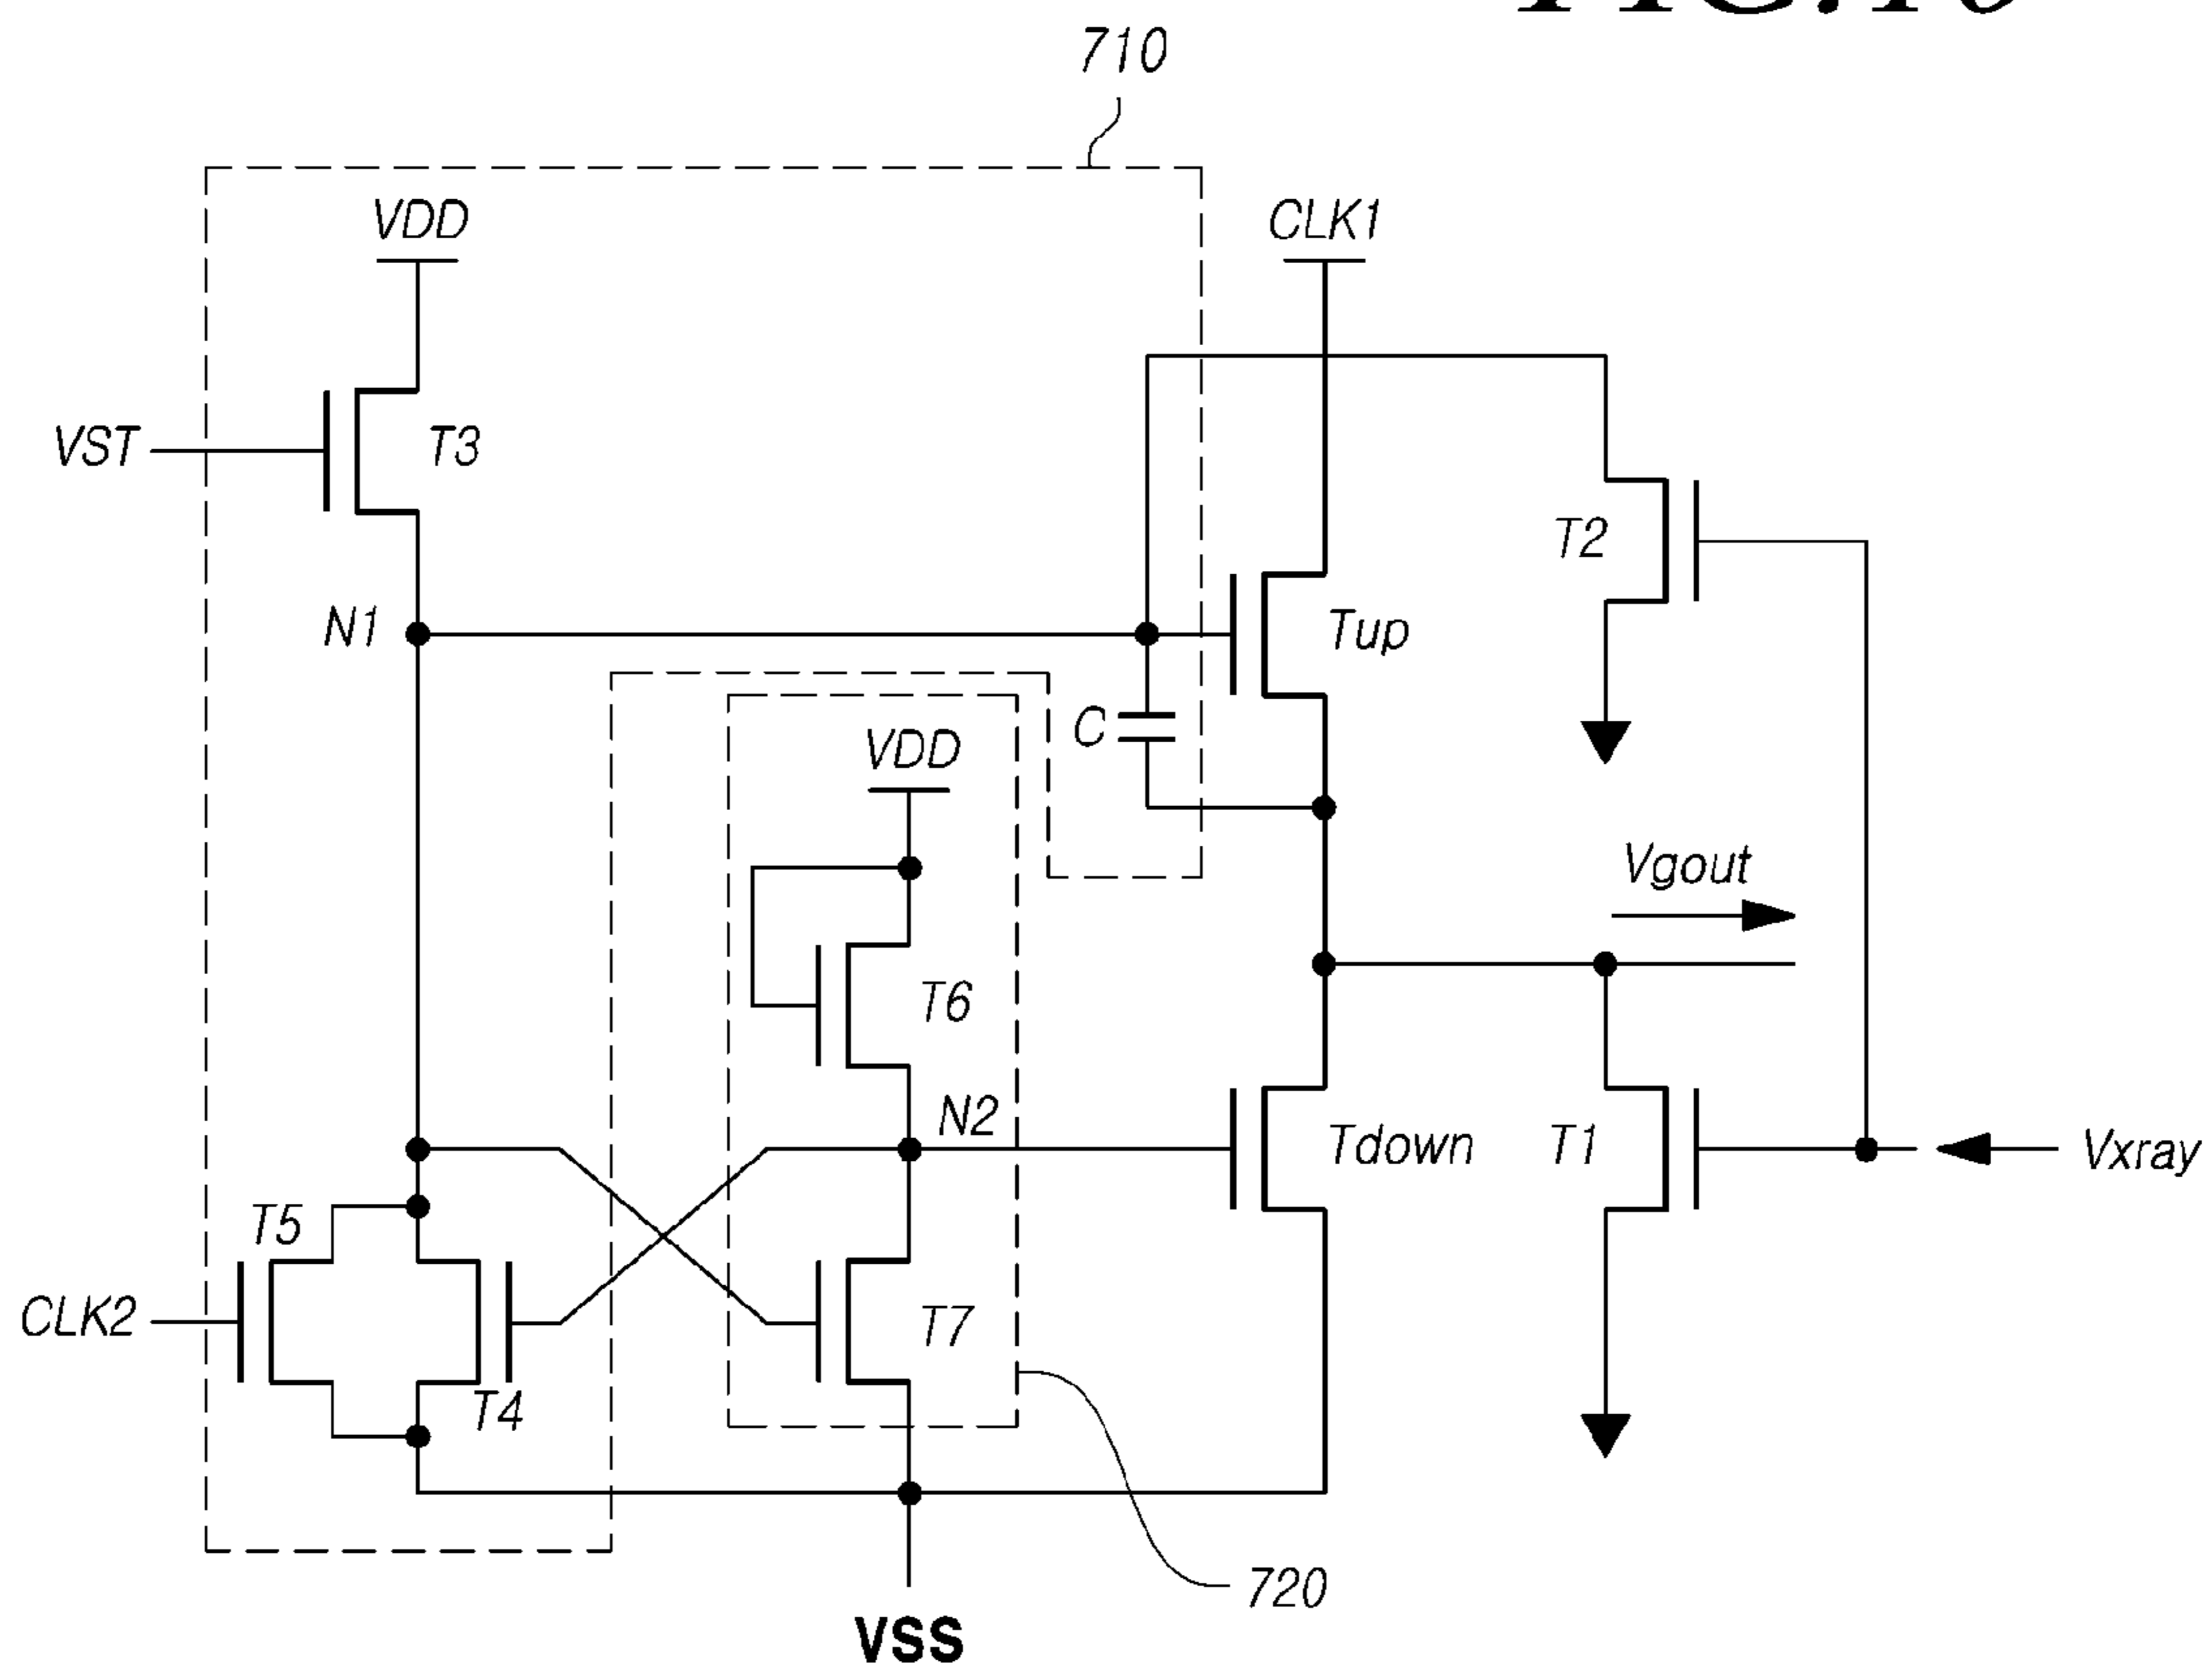 710
VDD
CLK1
VST
T3
T2
N1
Tup
C
VDD
Vgout
T6
N2
Tdown
T1
Vxray
T5
CLK2
T7
T4
720
VSS